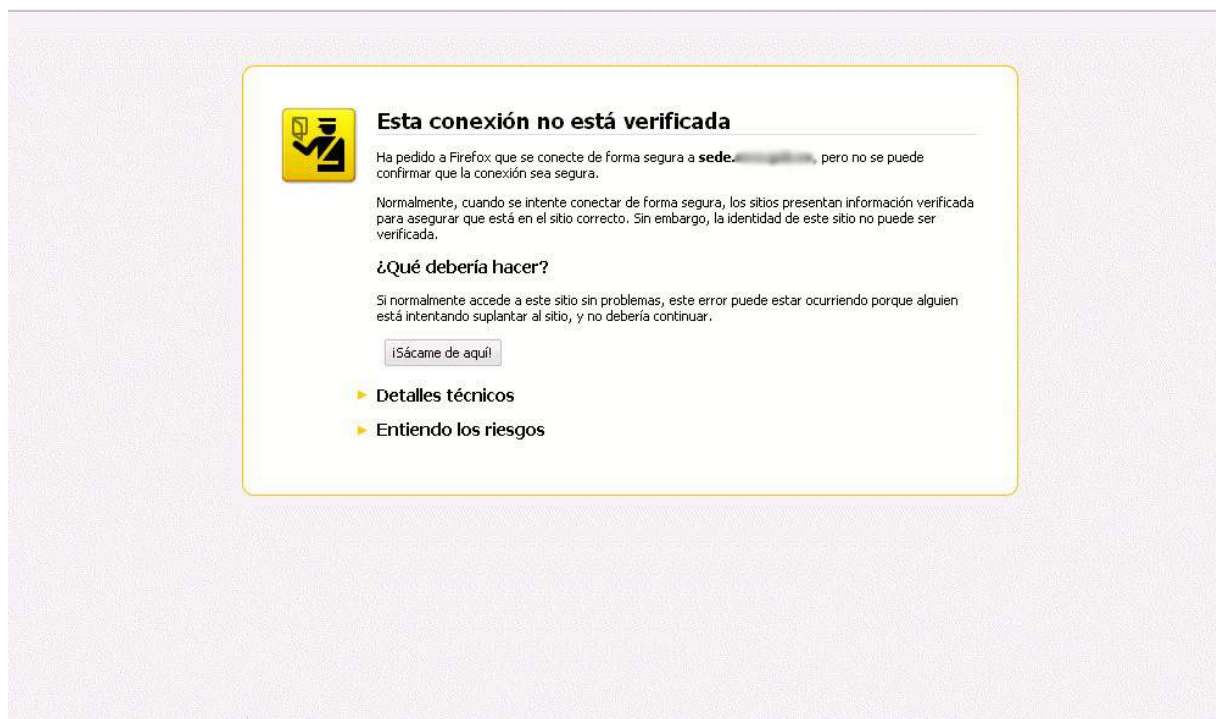 Esta conexión no está verificada
Ha pedido a Firefox que se conecte de forma segura a sede. , pero no se puede
confirmar que la conexión sea segura.
Normalmente, cuando se intente conectar de forma segura, los sitios presentan información verificada
para asegurar que está en el sitio correcto. Sin embargo, la identidad de este sitio no puede ser
verificada.
¿Qué debería hacer?
Si normalmente accede a este sitio sin problemas, este error puede estar ocurriendo porque alguien
está intentando suplantar al sitio, y no debería continuar.
¡Sácame de aquí!
Detalles técnicos
Entiendo los riesgos